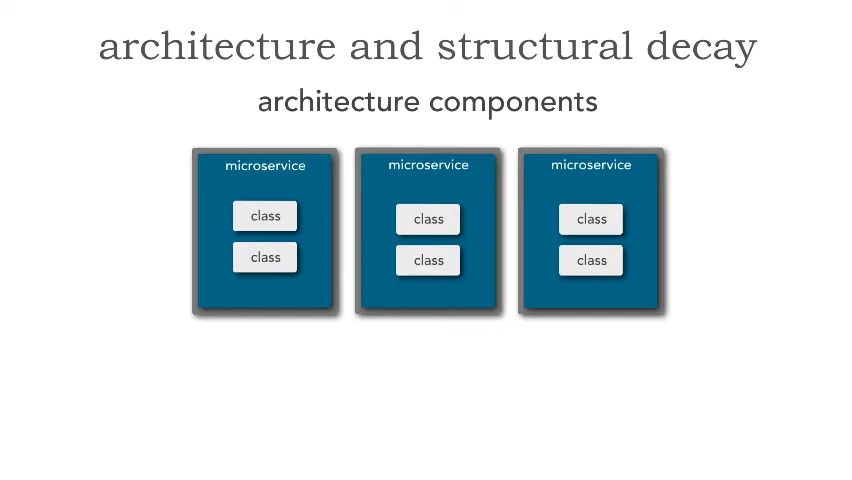 architecture and structural decay
architecture components
microservice microservice microservice
class class class
class class class